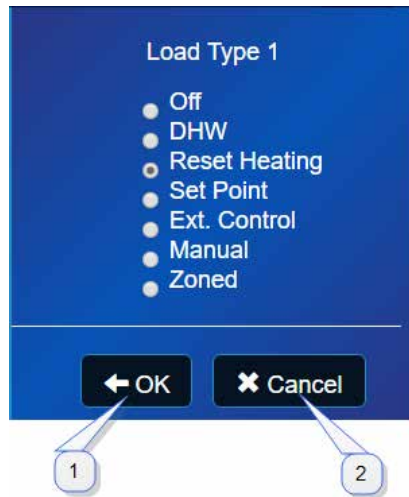 Load Type 1
Off
DHW
Reset Heating
Set Point
Ext. Control
Manual
Zoned
OK
Cancel
1
2